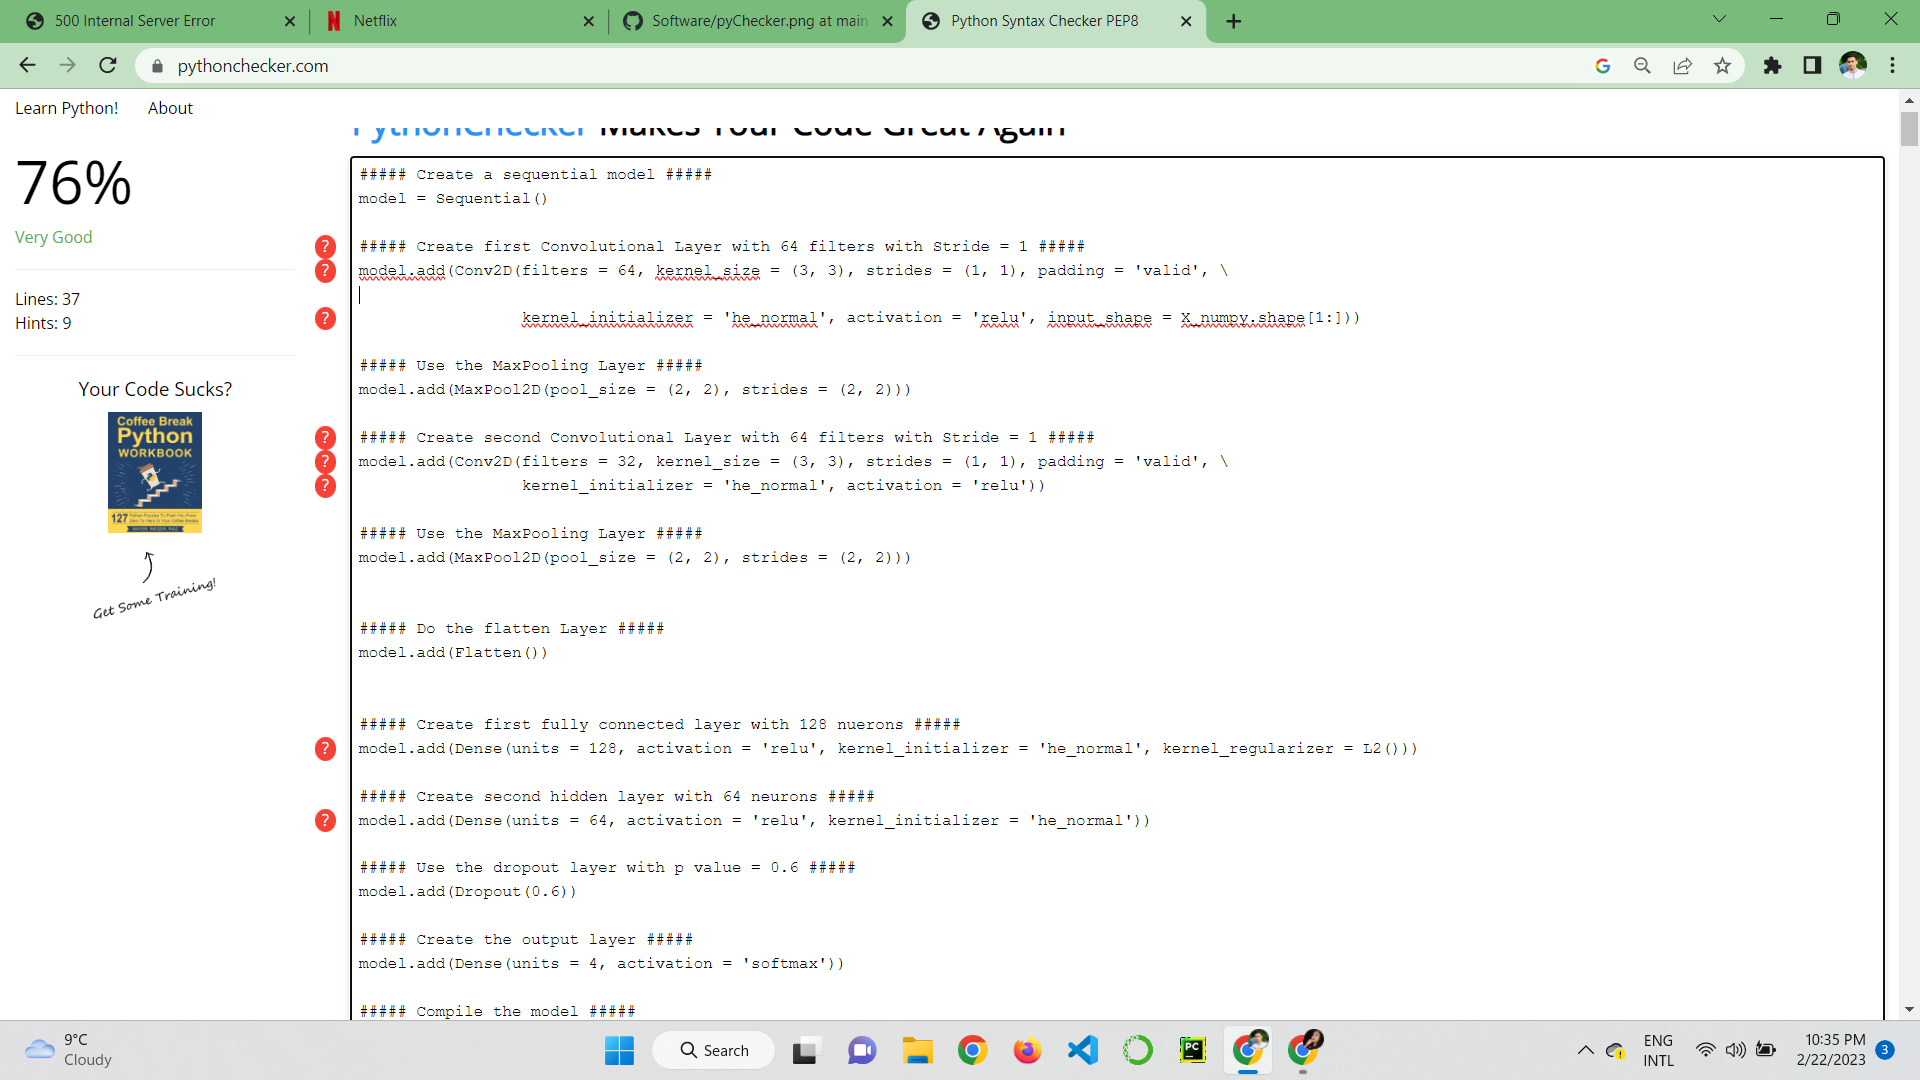 500 Internal Server Error
Netflix
Software/pyChecker.png at main
Python Syntax Checker PEP8
pythonchecker.com
Learn Python!
About
PythonChecker Makes Your Code Great Again
76%
Very Good
Lines: 37
Hints: 9
Your Code Sucks?
Coffee Break
Python
WORKBOOK
Get Some Training!
##### Create a sequential model #####
model = Sequential()
##### Create first Convolutional Layer with 64 filters with Stride = 1 #####
model.add(Conv2D(filters = 64, kernel_size = (3, 3), strides = (1, 1), padding = 'valid', \
kernel_initializer = 'he_normal', activation = 'relu', input_shape = X_numpy.shape[1:]))
##### Use the MaxPooling Layer #####
model.add(MaxPool2D(pool_size = (2, 2), strides = (2, 2)))
##### Create second Convolutional Layer with 64 filters with Stride = 1 #####
model.add(Conv2D(filters = 32, kernel_size = (3, 3), strides = (1, 1), padding = 'valid', \
kernel_initializer = 'he_normal', activation = 'relu'))
##### Use the MaxPooling Layer #####
model.add(MaxPool2D(pool_size = (2, 2), strides = (2, 2)))
##### Do the flatten Layer #####
model.add(Flatten())
##### Create first fully connected layer with 128 nuerons #####
model.add(Dense(units = 128, activation = 'relu', kernel_initializer = 'he_normal', kernel_regularizer = L2()))
##### Create second hidden layer with 64 neurons #####
model.add(Dense(units = 64, activation = 'relu', kernel_initializer = 'he_normal'))
##### Use the dropout layer with p value = 0.6 #####
model.add(Dropout(0.6))
##### Create the output layer #####
model.add(Dense(units = 4, activation = 'softmax'))
##### Compile the model #####
9°C
Cloudy
Search
PC
ENG
INTL
10:35 PM
2/22/2023
3